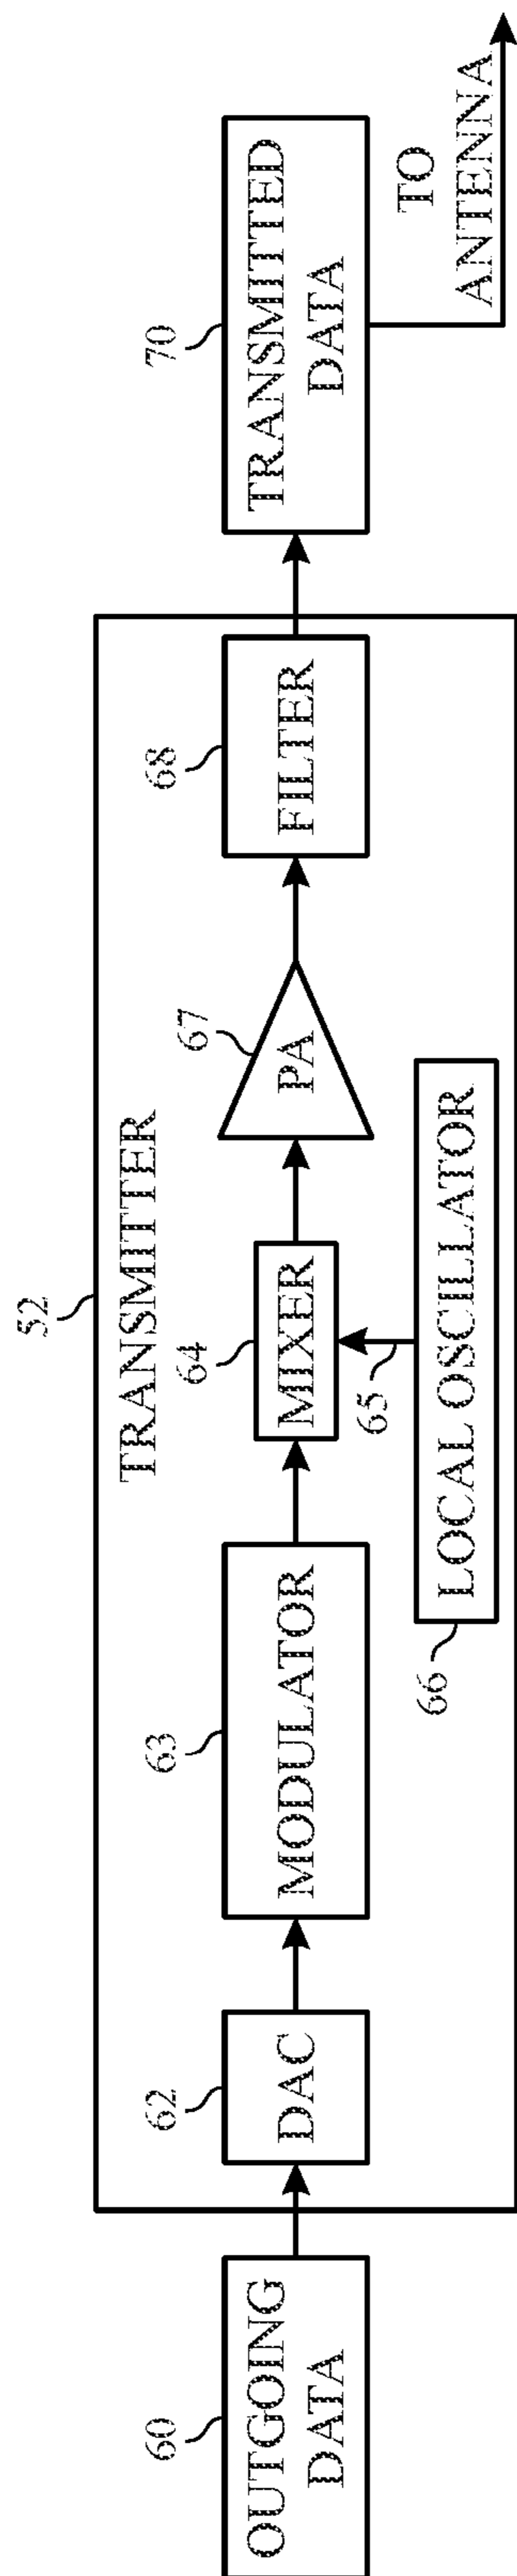 52
TRANSMITTER
60
OUTGOING
DATA
62
DAC
63
MODULATOR
64
MIXER
65
66
LOCAL OSCILLATOR
67
PA
68
FILTER
70
TRANSMITTED
DATA
TO
ANTENNA